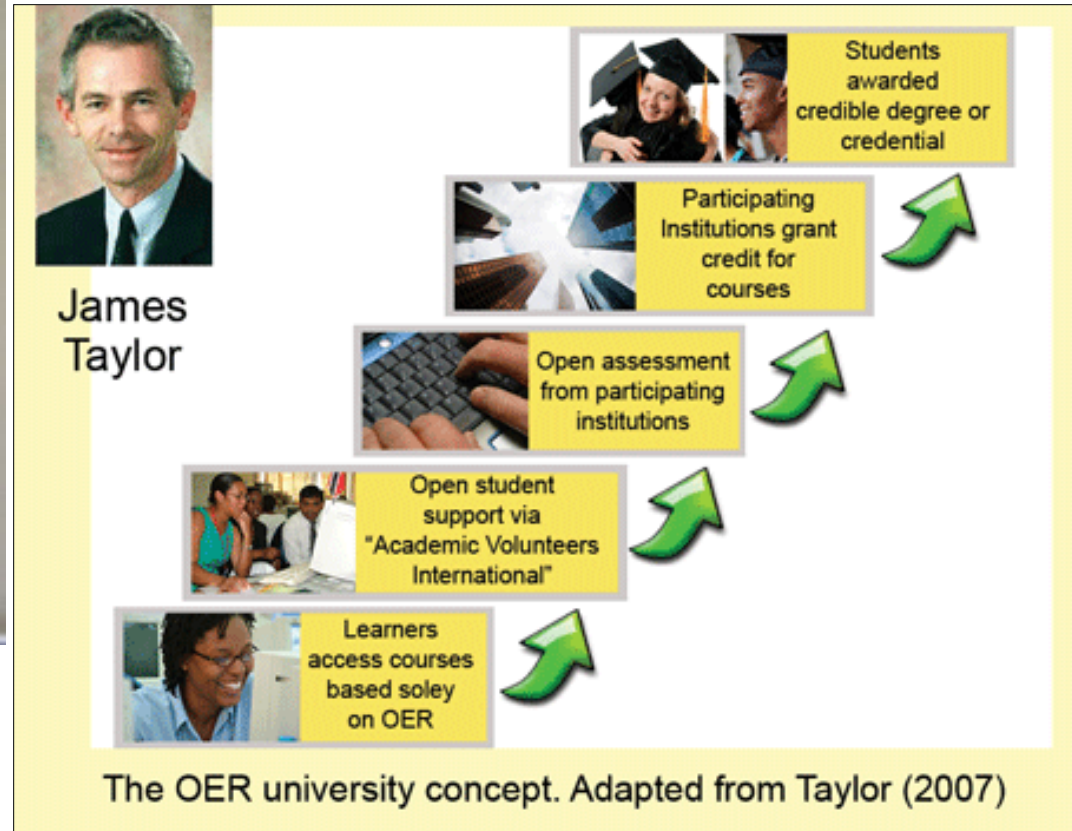 James
Taylor
Students
awarded
credible degree or
credential
Participating
Institutions grant
credit for
courses
Open assessment
from participating
institutions
Open student
support via
“Academic Volunteers
International”
Learners
access courses
based soley
on OER
The OER university concept. Adapted from Taylor (2007)